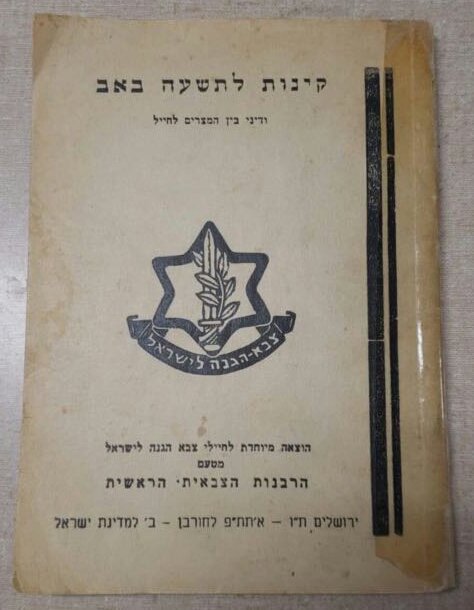 קינות לתשעה באב
ודיני בין המצרים לחייל
צבא-הגנה לישראל
הוצאה מיוחדת לחיילי צבא הגנה לישראל
מטעם
הרבנות הצבאית · הראשית
ירושלים ת״ו – א׳תת״פ לחורבן – ב׳ למדינת ישראל